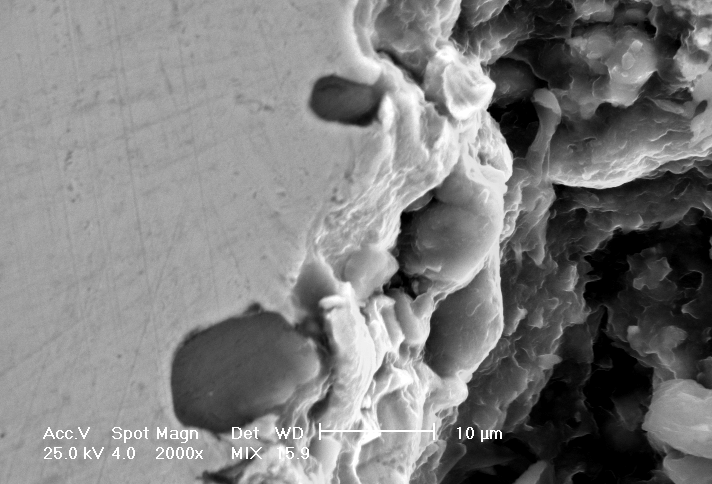 Acc.V Spot Magn Det WD 10 µm
25.0 kV 4.0 2000x MIX 15.9